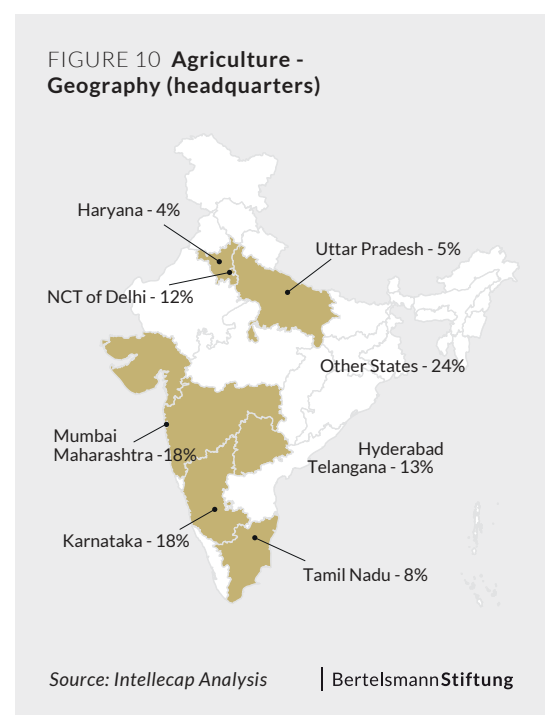 FIGURE 10 Agriculture -
Geography (headquarters)
Haryana - 4%
Uttar Pradesh - 5%
NCT of Delhi - 12%
Other States - 24%
Mumbai
Maharashtra -18%
Hyderabad
Telangana - 13%
Karnataka - 18%
Tamil Nadu - 8%
Source: Intellecap Analysis
BertelsmannStiftung